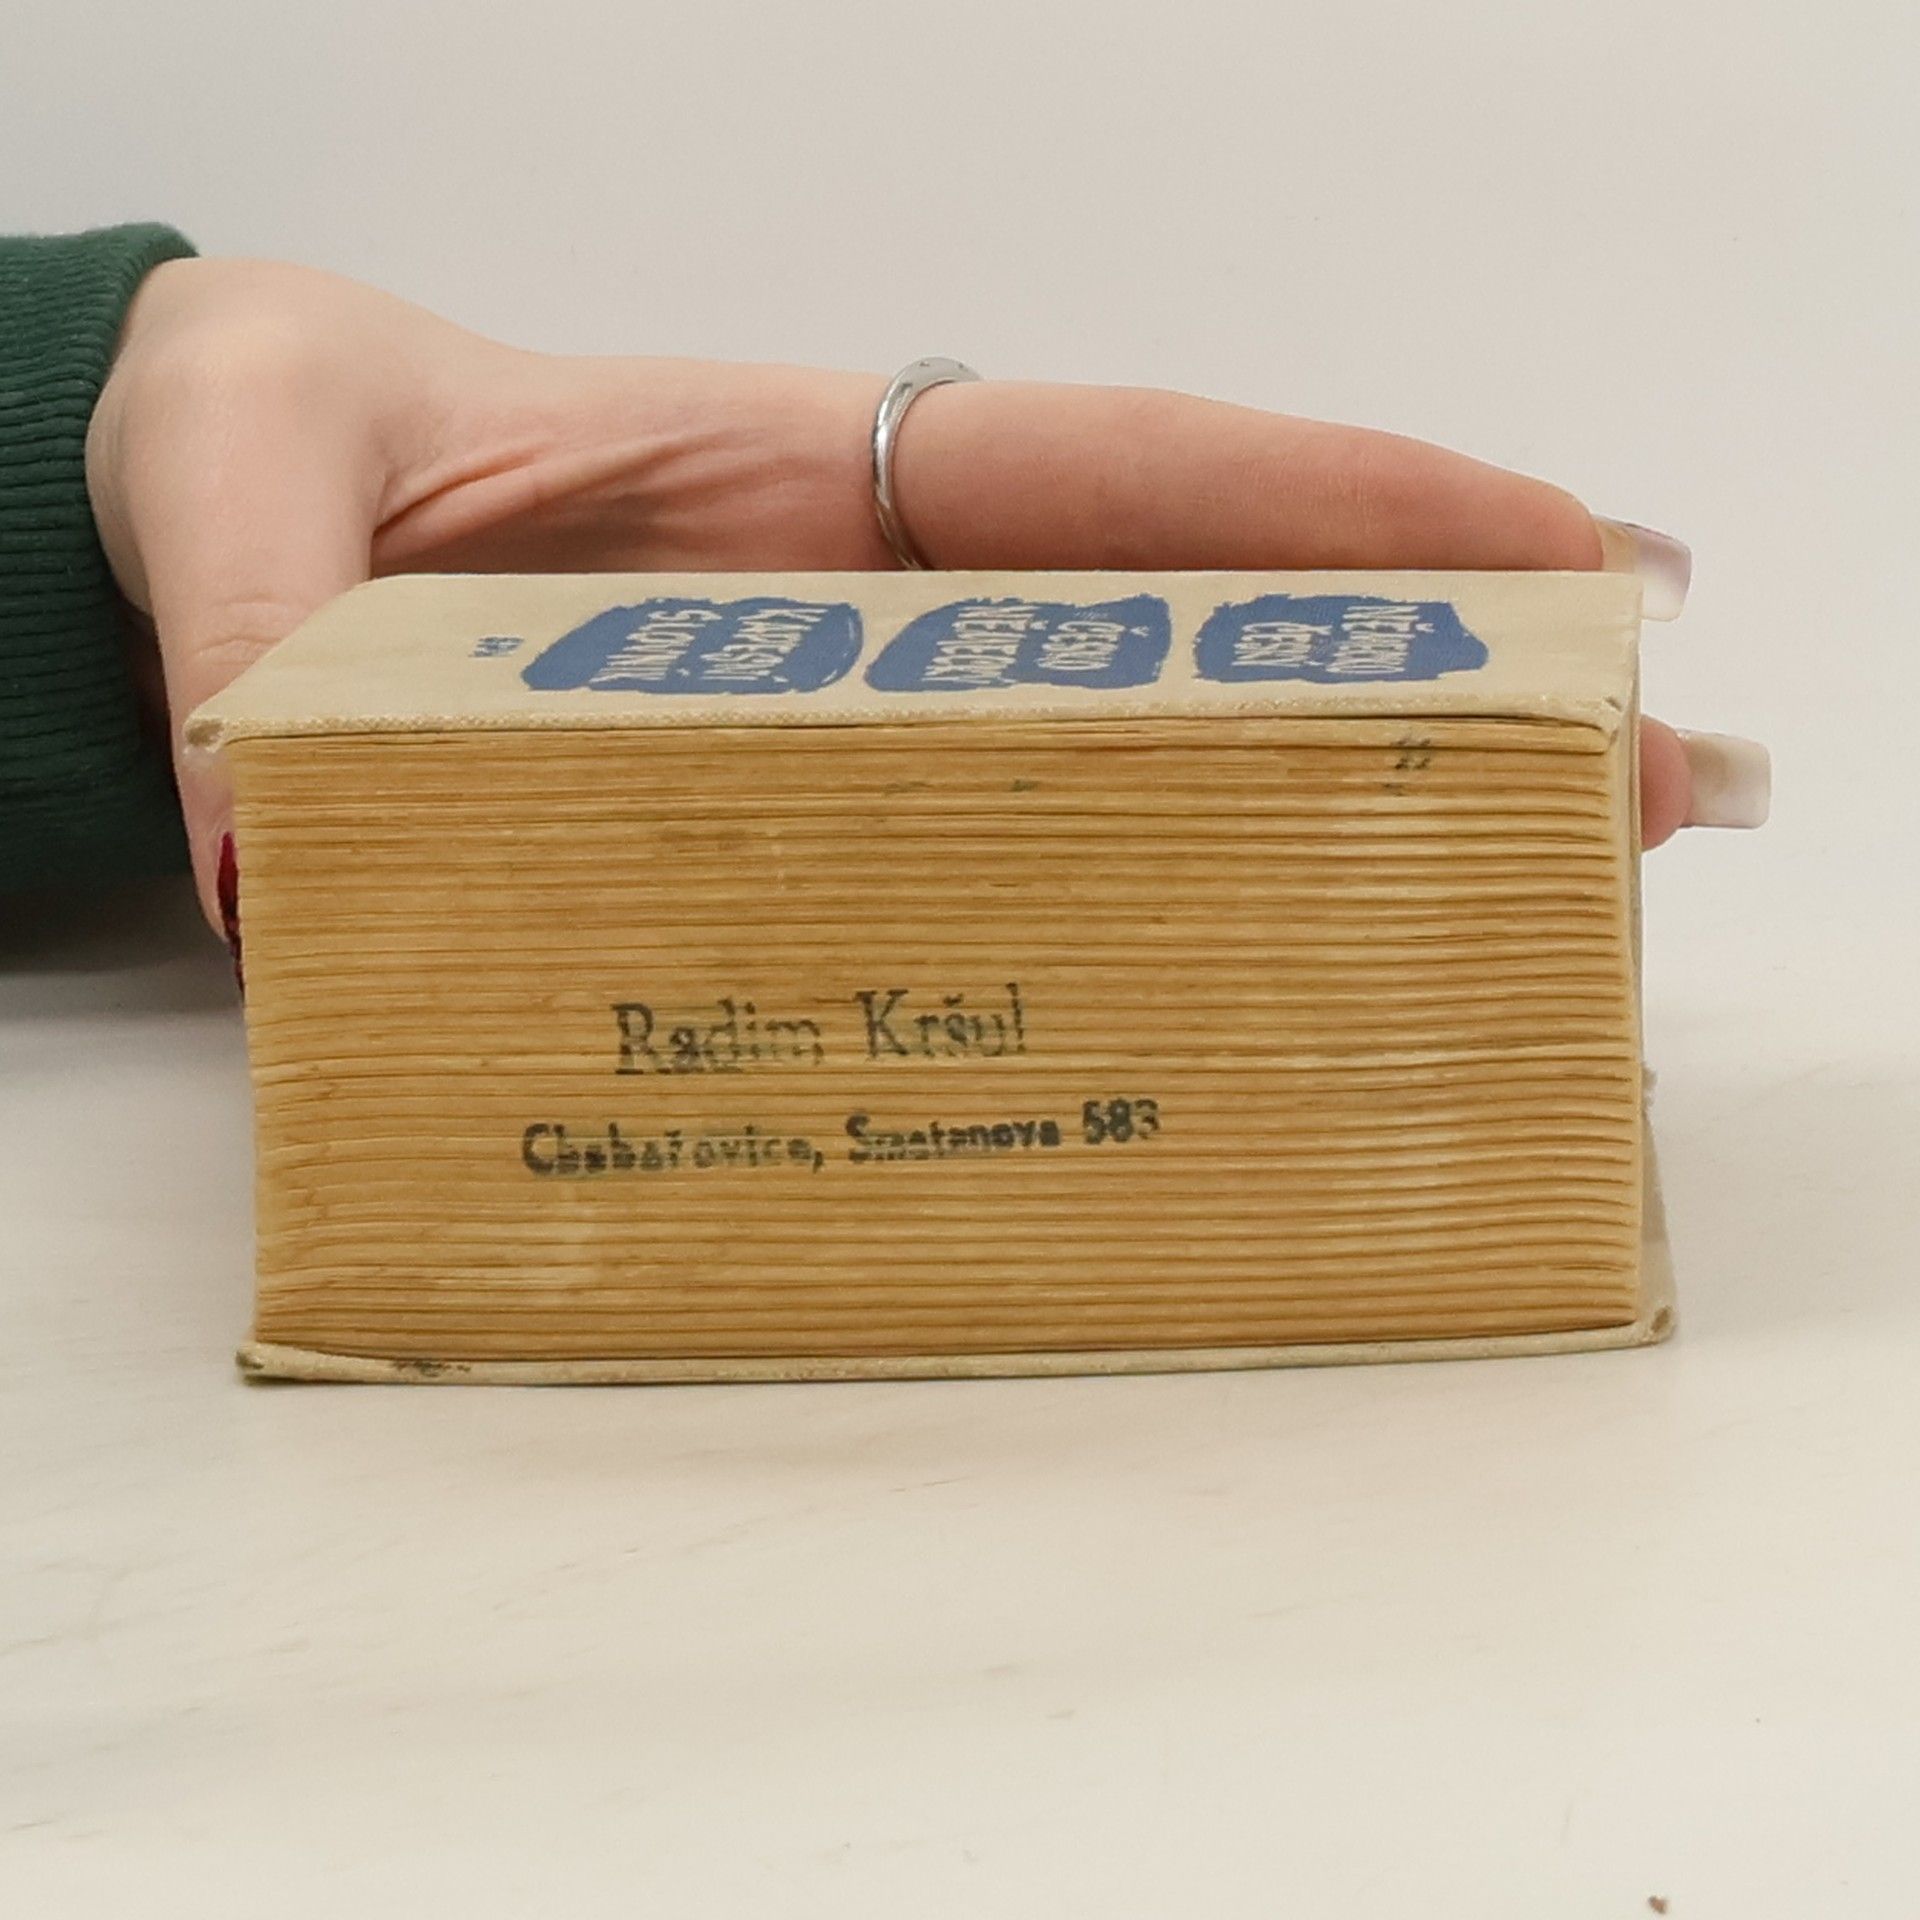 KAPESNÍ
SLOVNÍK
NĚMECKO
ČESKÝ
ČESKO
NĚMECKÝ
Radim Kršul
Chabařovice, Smetanova 583